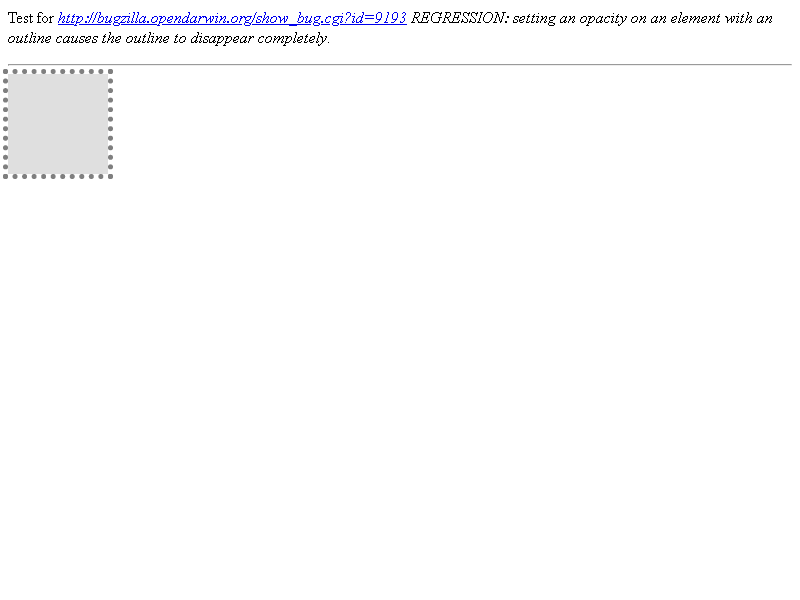 Test for http://bugzilla.opendarwin.org/show_bug.cgi?id=9193 REGRESSION: setting an opacity on an element with an
outline causes the outline to disappear completely.